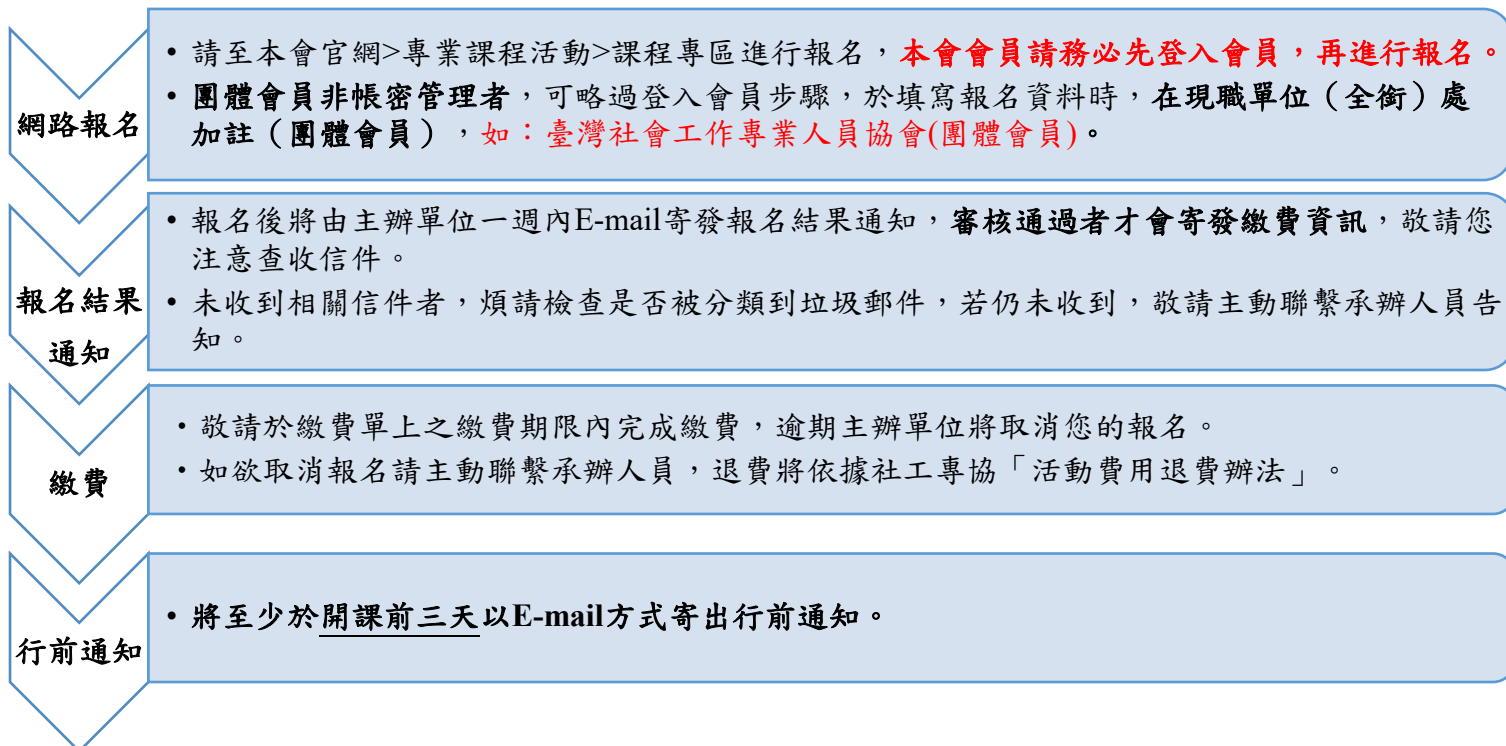 網路報名
• 請至本會官網>專業課程活動>課程專區進行報名，本會會員請務必先登入會員，再進行報名。
• 團體會員非帳密管理者，可略過登入會員步驟，於填寫報名資料時，在現職單位（全銜）處
加註（團體會員），如：臺灣社會工作專業人員協會(團體會員)。
報名結果
通知
• 報名後將由主辦單位一週內E-mail寄發報名結果通知，審核通過者才會寄發繳費資訊，敬請您
注意查收信件。
• 未收到相關信件者，煩請檢查是否被分類到垃圾郵件，若仍未收到，敬請主動聯繫承辦人員告
知。
繳費
• 敬請於繳費單上之繳費期限內完成繳費，逾期主辦單位將取消您的報名。
• 如欲取消報名請主動聯繫承辦人員，退費將依據社工專協「活動費用退費辦法」。
行前通知
• 將至少於開課前三天以E-mail方式寄出行前通知。